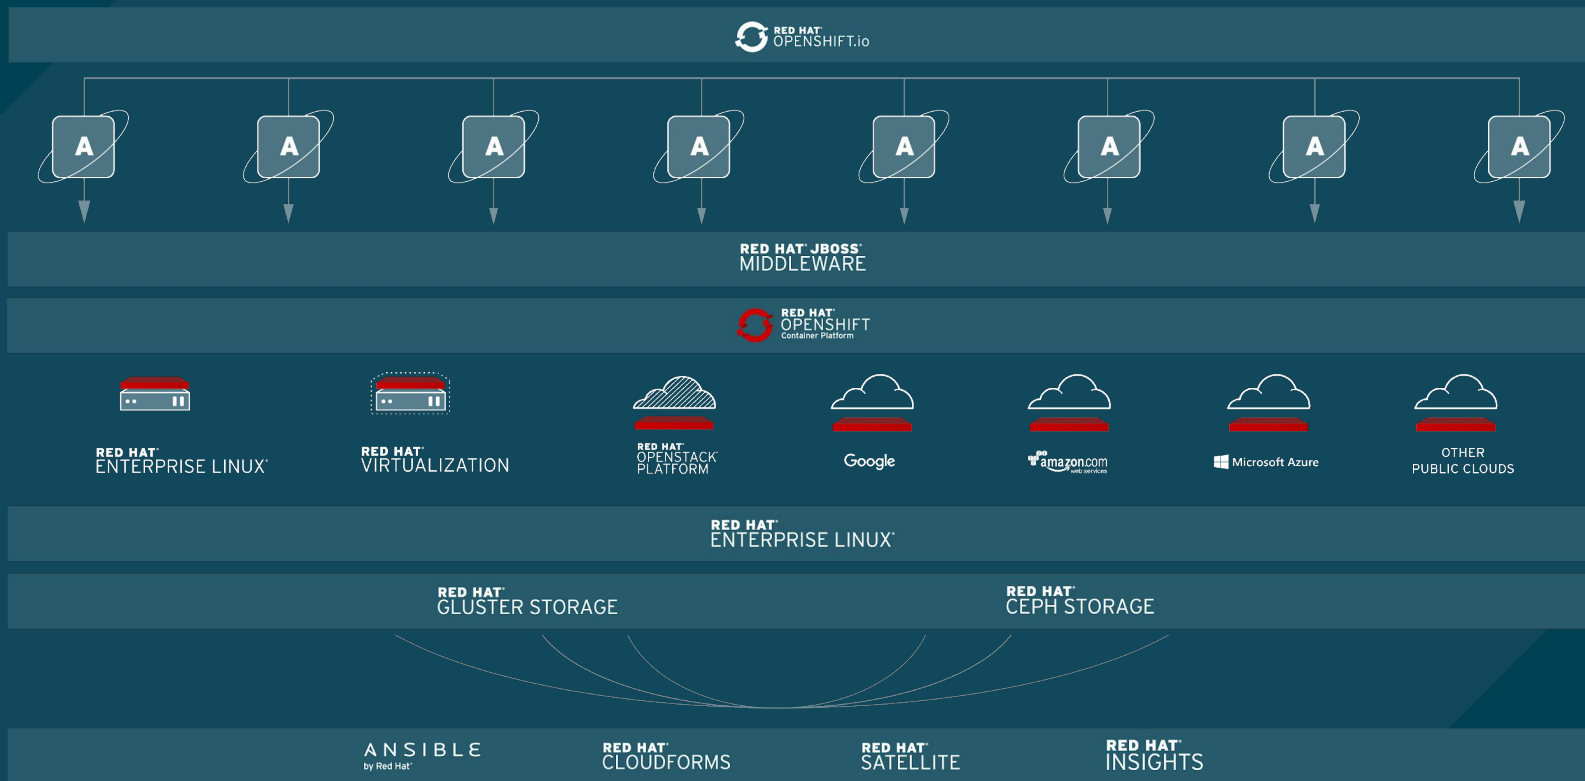 RED HAT®
OPENSHIFT.io
A A A A A A A A
RED HAT® JBOSS®
MIDDLEWARE
RED HAT®
OPENSHIFT
Container Platform
RED HAT®
ENTERPRISE LINUX®
RED HAT®
VIRTUALIZATION
RED HAT®
OPENSTACK®
PLATFORM
Google
amazon.com
web services
Microsoft Azure
OTHER
PUBLIC CLOUDS
RED HAT®
ENTERPRISE LINUX®
RED HAT®
GLUSTER STORAGE
RED HAT®
CEPH STORAGE
ANSIBLE
by Red Hat®
RED HAT®
CLOUDFORMS
RED HAT®
SATELLITE
RED HAT®
INSIGHTS